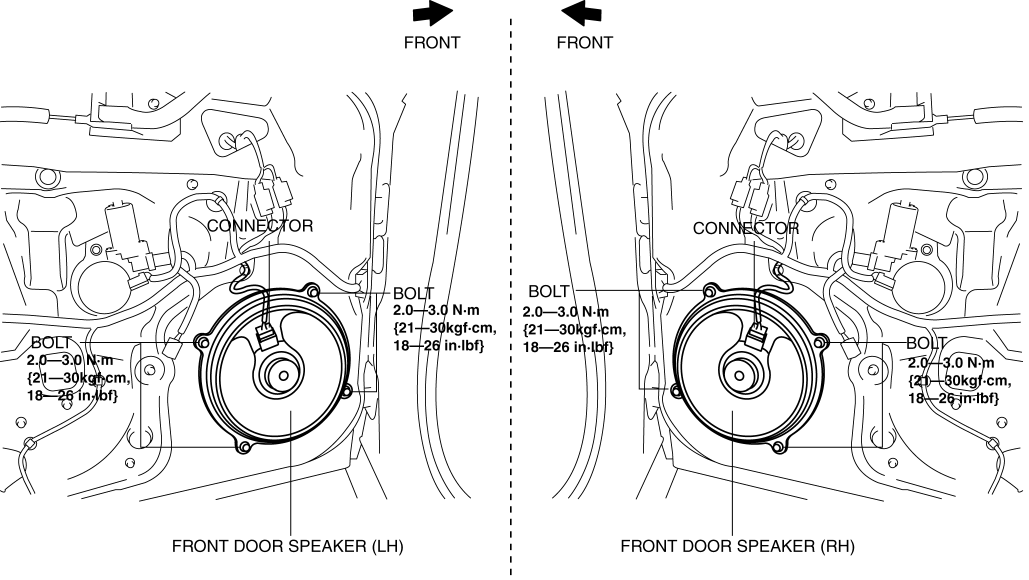 FRONT
FRONT
CONNECTOR
CONNECTOR
BOLT
2.0—3.0 N·m
{21—30kgf·cm,
18—26 in·lbf}
BOLT
2.0—3.0 N·m
{21—30kgf·cm,
18—26 in·lbf}
BOLT
2.0—3.0 N·m
{21—30kgf·cm,
18—26 in·lbf}
BOLT
2.0—3.0 N·m
{21—30kgf·cm,
18—26 in·lbf}
FRONT DOOR SPEAKER (LH)
FRONT DOOR SPEAKER (RH)